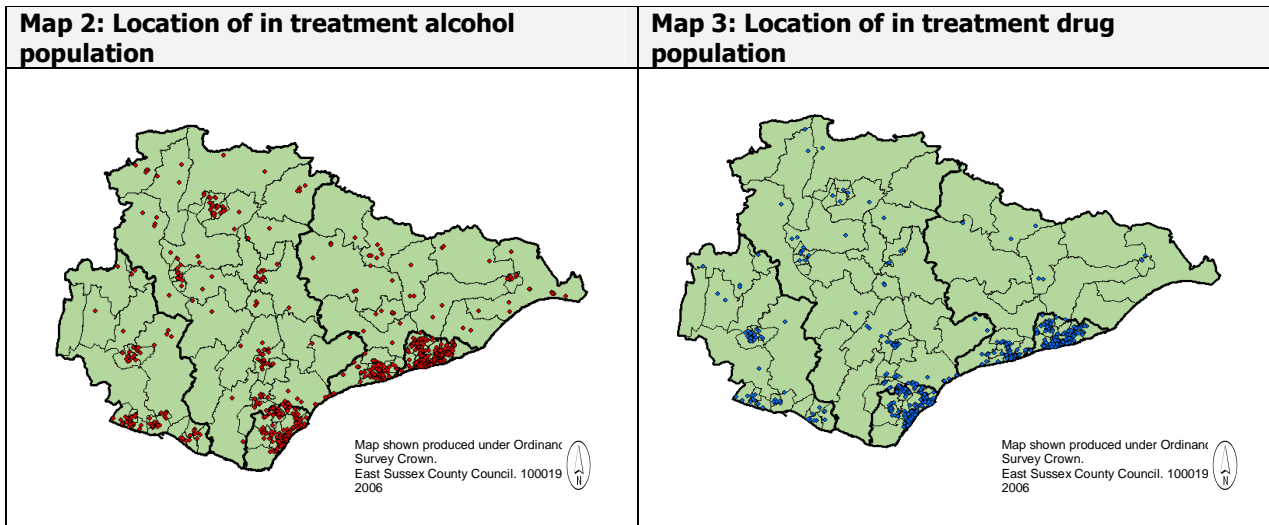 Map 2: Location of in treatment alcohol
population
Map 3: Location of in treatment drug
population
Map shown produced under Ordinanc
Survey Crown.
East Sussex County Council. 100019
2006
N
Map shown produced under Ordinanc
Survey Crown.
East Sussex County Council. 100019
2006
N